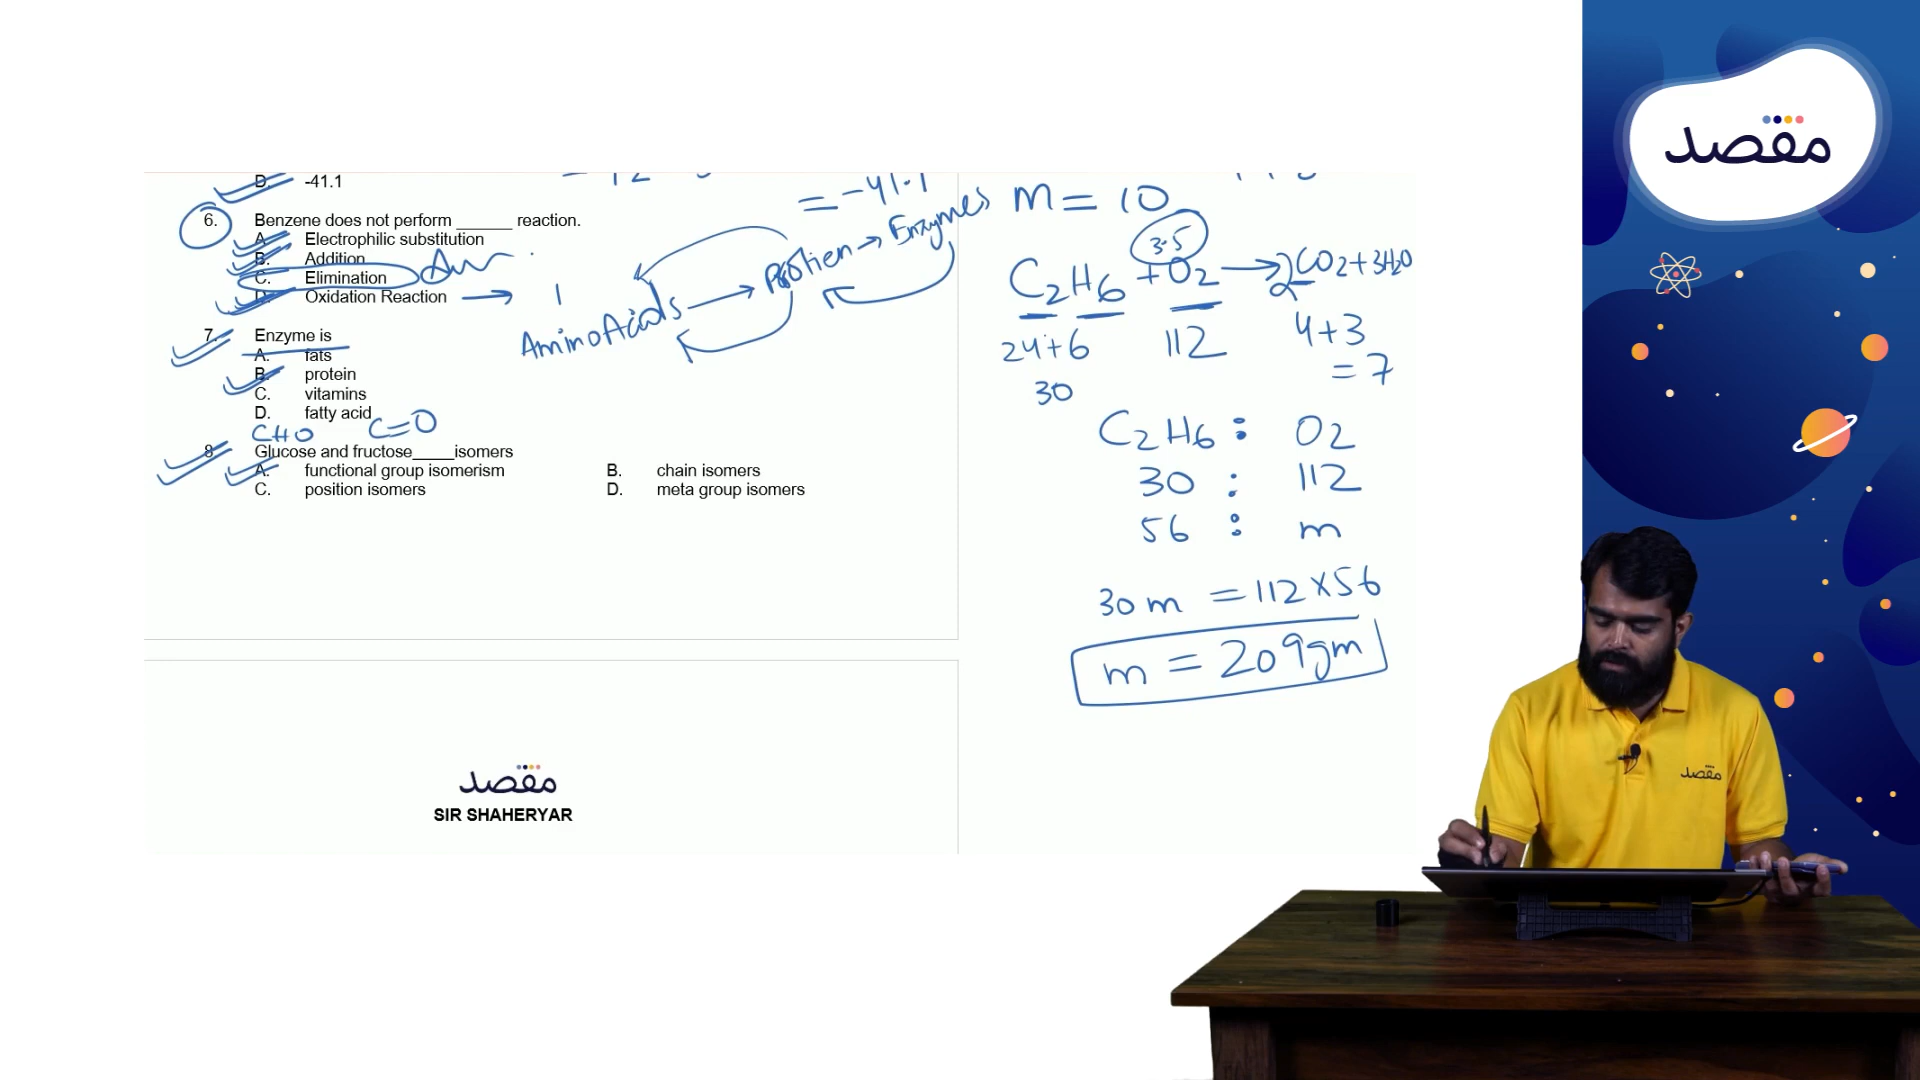 مقصد
D. -41.1
= -41.1
6. Benzene does not perform ______ reaction.
A. Electrophilic substitution
B. Addition
C. Elimination
D. Oxidation Reaction
Ans
Amino Acids → Protien → Enzymes
7. Enzyme is
A. fats
B. protein
C. vitamins
D. fatty acid
CHO C=O
8. Glucose and fructose____isomers
A. functional group isomerism B. chain isomers
C. position isomers D. meta group isomers
مقصد
SIR SHAHERYAR
m = 10
3.5
C2H6 + O2 → 2CO2 + 3H2O
24+6 112 4+3
30 = 7
C2H6 : O2
30 : 112
56 : m
30 m = 112 x 56
m = 209gm
مقصد